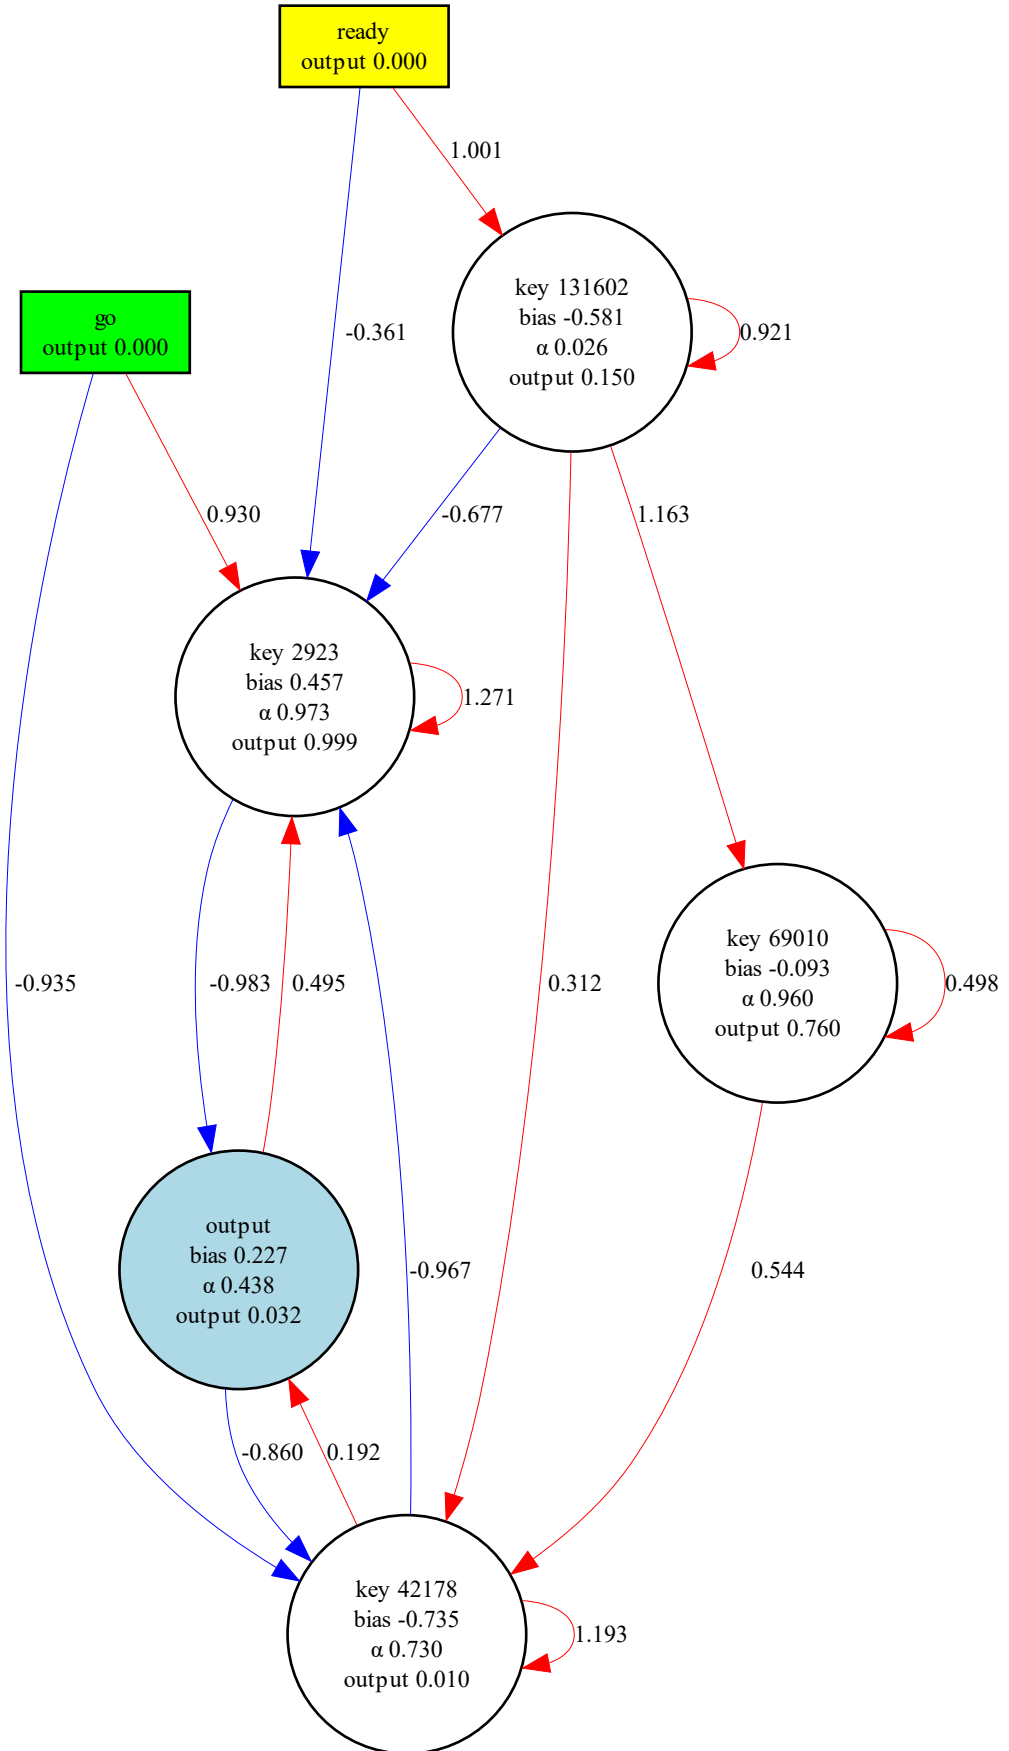 ready
output 0.000
1.001
key 131602
bias -0.581
α 0.026
output 0.150
0.921
go
output 0.000
-0.361
0.930
-0.677
1.163
key 2923
bias 0.457
α 0.973
output 0.999
1.271
key 69010
bias -0.093
α 0.960
output 0.760
0.498
-0.935
-0.983
0.495
0.312
output
bias 0.227
α 0.438
output 0.032
-0.967
0.544
-0.860
0.192
key 42178
bias -0.735
α 0.730
output 0.010
1.193